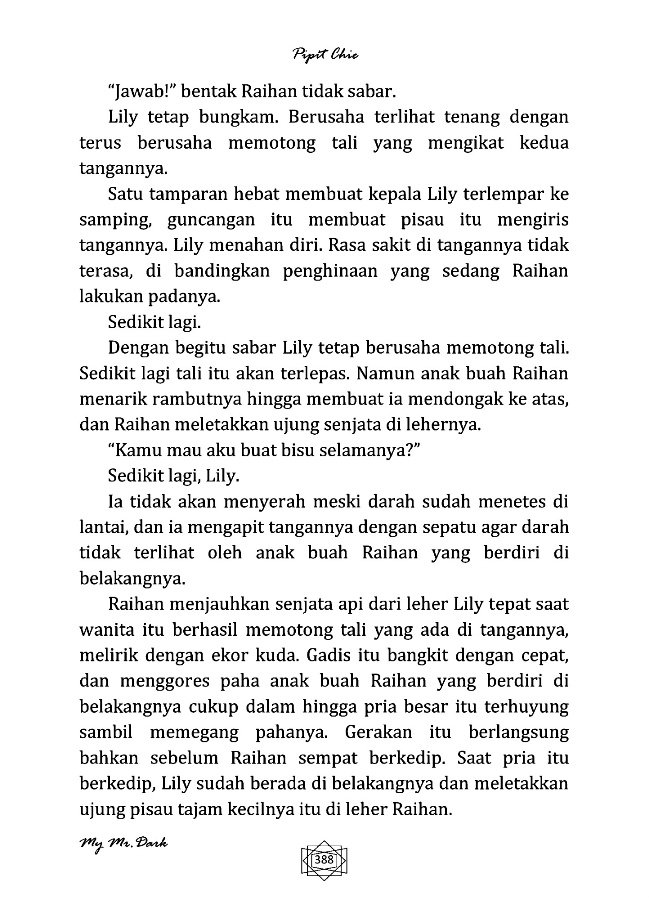 Pipit Chie
“Jawab!” bentak Raihan tidak sabar.
Lily tetap bungkam. Berusaha terlihat tenang dengan
terus berusaha memotong tali yang mengikat kedua
tangannya.
Satu tamparan hebat membuat kepala Lily terlempar ke
samping, guncangan itu membuat pisau itu mengiris
tangannya. Lily menahan diri. Rasa sakit di tangannya tidak
terasa, di bandingkan penghinaan yang sedang Raihan
lakukan padanya.
Sedikit lagi.
Dengan begitu sabar Lily tetap berusaha memotong tali.
Sedikit lagi tali itu akan terlepas. Namun anak buah Raihan
menarik rambutnya hingga membuat ia mendongak ke atas,
dan Raihan meletakkan ujung senjata di lehernya.
“Kamu mau aku buat bisu selamanya?”
Sedikit lagi, Lily.
Ia tidak akan menyerah meski darah sudah menetes di
lantai, dan ia mengapit tangannya dengan sepatu agar darah
tidak terlihat oleh anak buah Raihan yang berdiri di
belakangnya.
Raihan menjauhkan senjata api dari leher Lily tepat saat
wanita itu berhasil memotong tali yang ada di tangannya,
melirik dengan ekor kuda. Gadis itu bangkit dengan cepat,
dan menggores paha anak buah Raihan yang berdiri di
belakangnya cukup dalam hingga pria besar itu terhuyung
sambil memegang pahanya. Gerakan itu berlangsung
bahkan sebelum Raihan sempat berkedip. Saat pria itu
berkedip, Lily sudah berada di belakangnya dan meletakkan
ujung pisau tajam kecilnya itu di leher Raihan.
My Mr. Dark
388